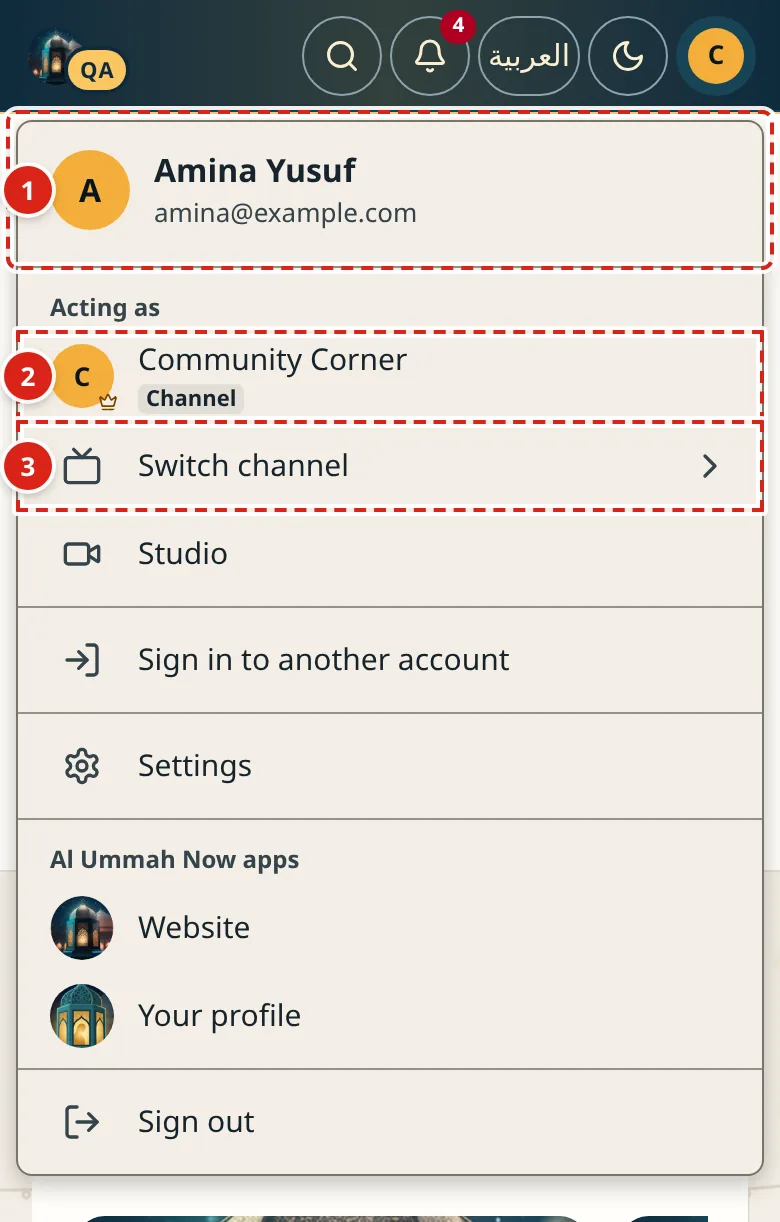 QA
4
العربية
C
1
A
Amina Yusuf
amina@example.com
Acting as
2
C
Community Corner
Channel
3
Switch channel
Studio
Sign in to another account
Settings
Al Ummah Now apps
Website
Your profile
Sign out